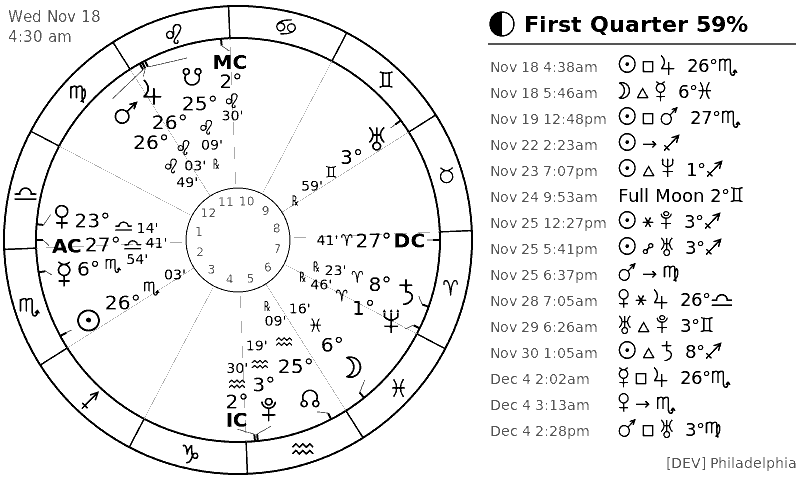 Wed Nov 18
4:30 am
First Quarter 59%
Nov 18 4:38am ☉ □ ♃ 26°♏
Nov 18 5:46am ☽ △ ☿ 6°♓
Nov 19 12:48pm ☉ □ ♂ 27°♏
Nov 22 2:23am ☉ → ♐
Nov 23 7:07pm ☉ △ ♆ 1°♐
Nov 24 9:53am Full Moon 2°♊
Nov 25 12:27pm ☉ ⚹ ♇ 3°♐
Nov 25 5:41pm ☉ ☍ ♅ 3°♐
Nov 25 6:37pm ♂ → ♍
Nov 28 7:05am ♀ ⚹ ♃ 26°♎
Nov 29 6:26am ♅ △ ♇ 3°♊
Nov 30 1:05am ☉ △ ♄ 8°♐
Dec 4 2:02am ☿ □ ♃ 26°♏
Dec 4 3:13am ♀ → ♏
Dec 4 2:28pm ♂ □ ♅ 3°♍
[DEV] Philadelphia
MC
2°
♌
30'
☋ 25° ♌ 09' ℞
♃ 26° ♌ 03'
♂ 26° ♌ 49'
♅ 3° ♊ 59' ℞
♀ 23° ♎ 14'
AC 27° ♎ 41'
☿ 6° ♏ 54'
☉ 26° ♏ 03'
41' ♈ 27° DC
℞ 23' ♈ 8° ♄
℞ 46' ♈ 1° ♆
16' ♓ 6° ☽
℞ 09' ♒ 25° ☊
19' ♒ 3° ♇
30' ♒ 2° IC
1 2 3 4 5 6 7 8 9 10 11 12
♋ ♊ ♉ ♈ ♓ ♒ ♑ ♐ ♏ ♎ ♍ ♌